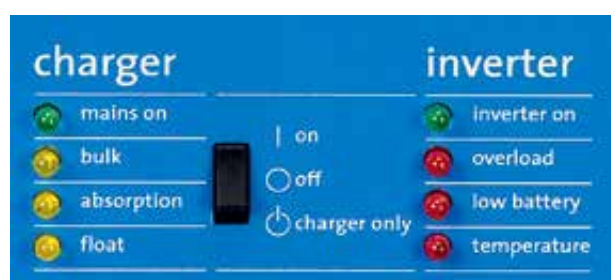 charger
mains on
bulk
absorption
float
| on
off
charger only
inverter
inverter on
overload
low battery
temperature